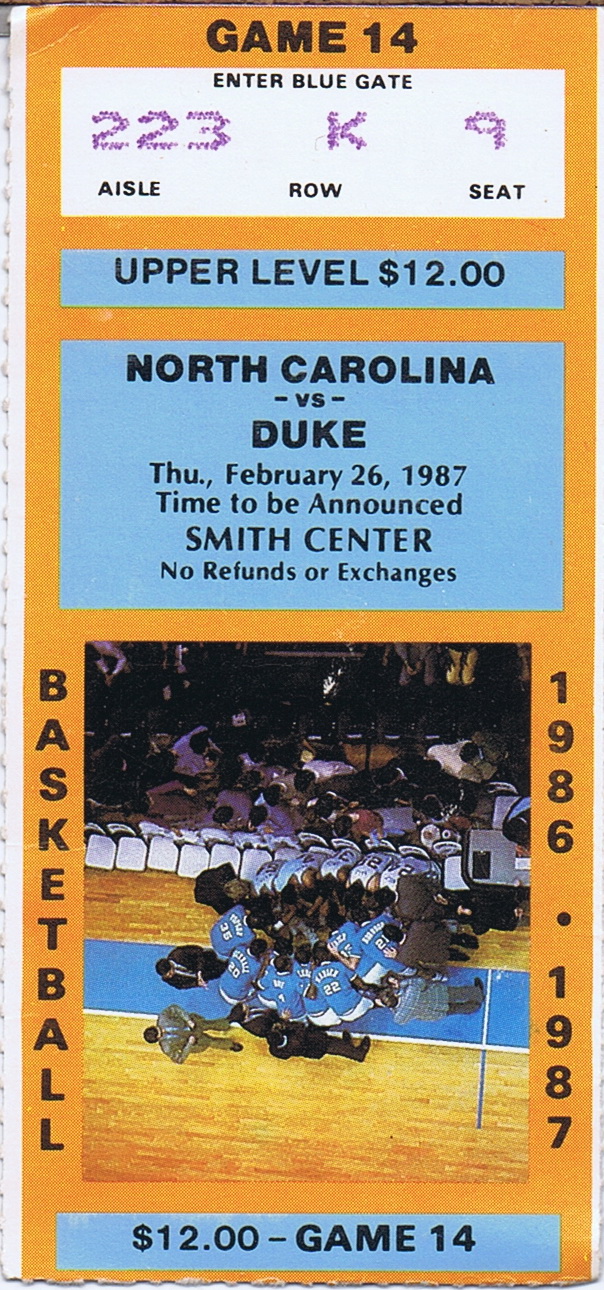 GAME 14
ENTER BLUE GATE
223 K 9
AISLE ROW SEAT
UPPER LEVEL $12.00
NORTH CAROLINA
- VS -
DUKE
Thu., February 26, 1987
Time to be Announced
SMITH CENTER
No Refunds or Exchanges
BASKETBALL
1986 • 1987
22
21
$12.00 – GAME 14